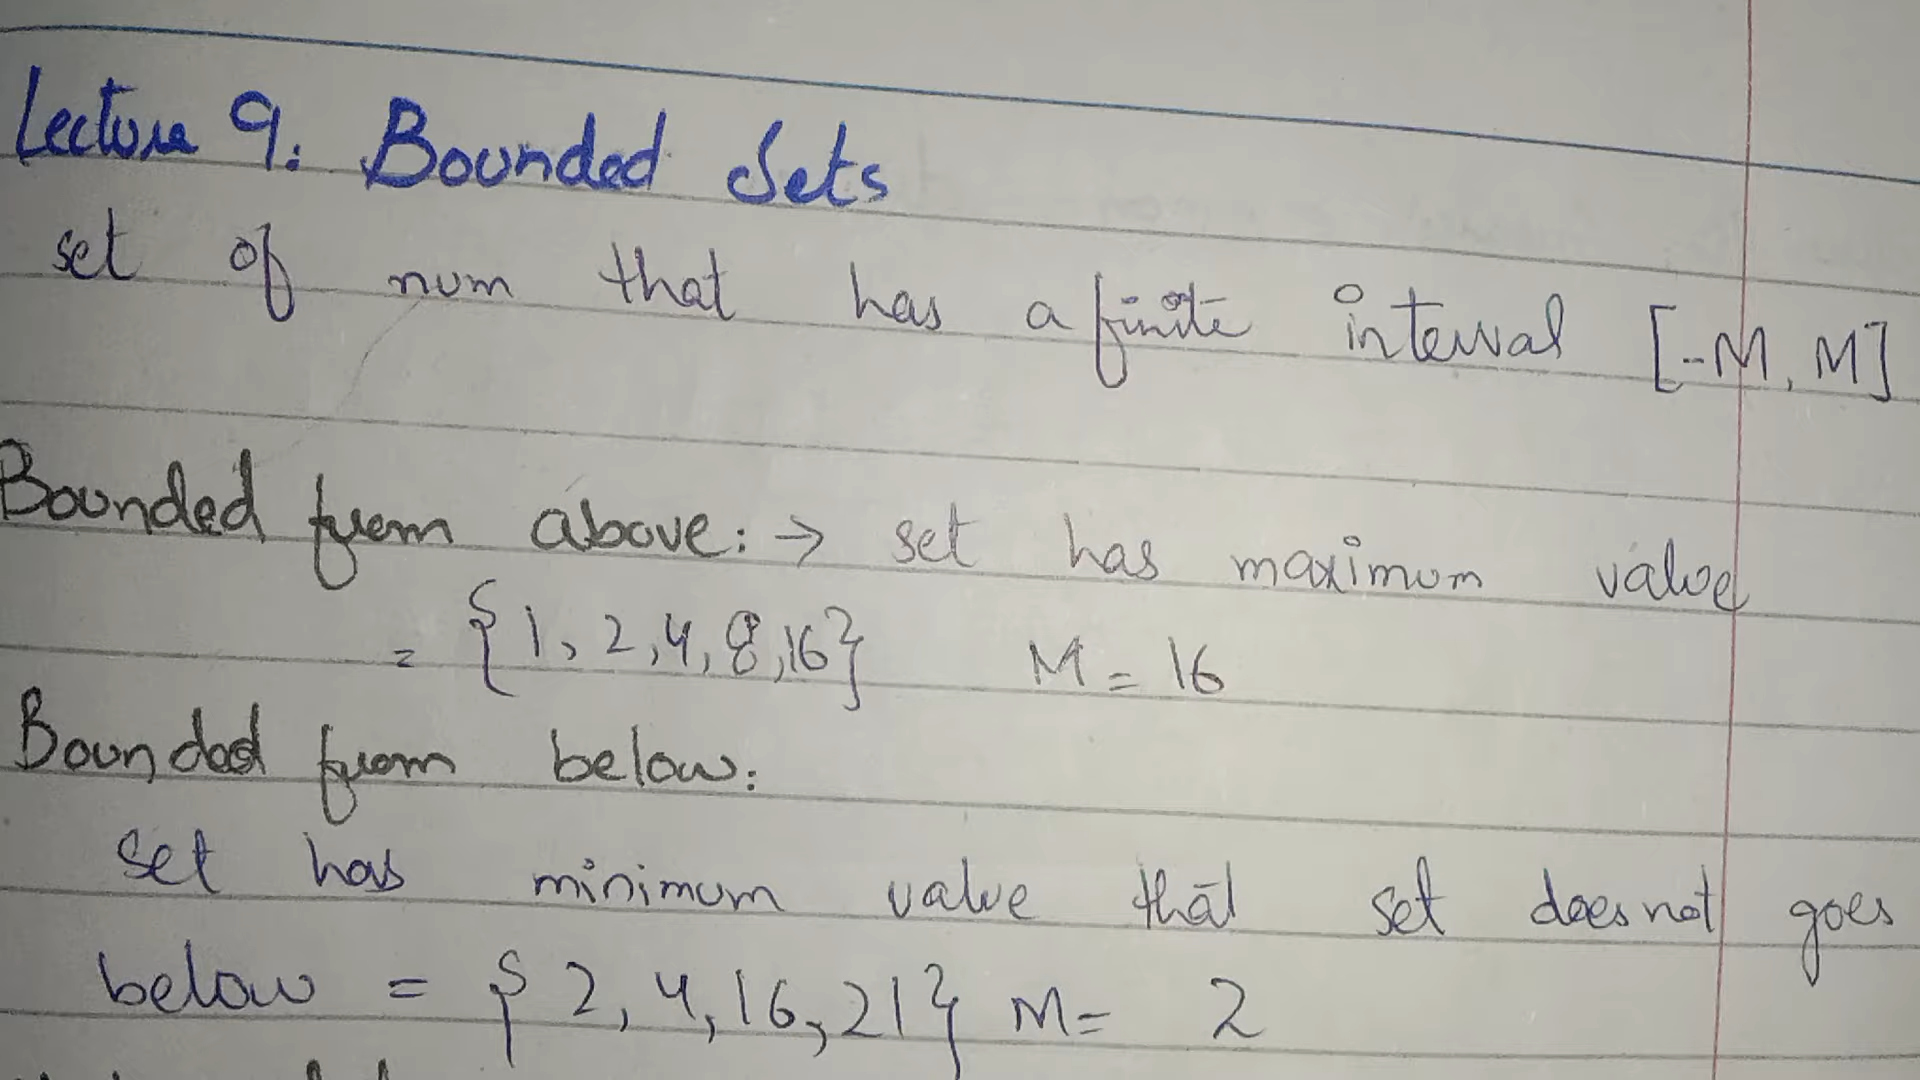 Lecture 9: Bounded Sets
set of num that has a finite interval [-M, M]
Bounded from above: → set has maximum value
= {1, 2, 4, 8, 16} M = 16
Bounded from below:
set has minimum value that set does not goes
below = {2, 4, 16, 21} M = 2